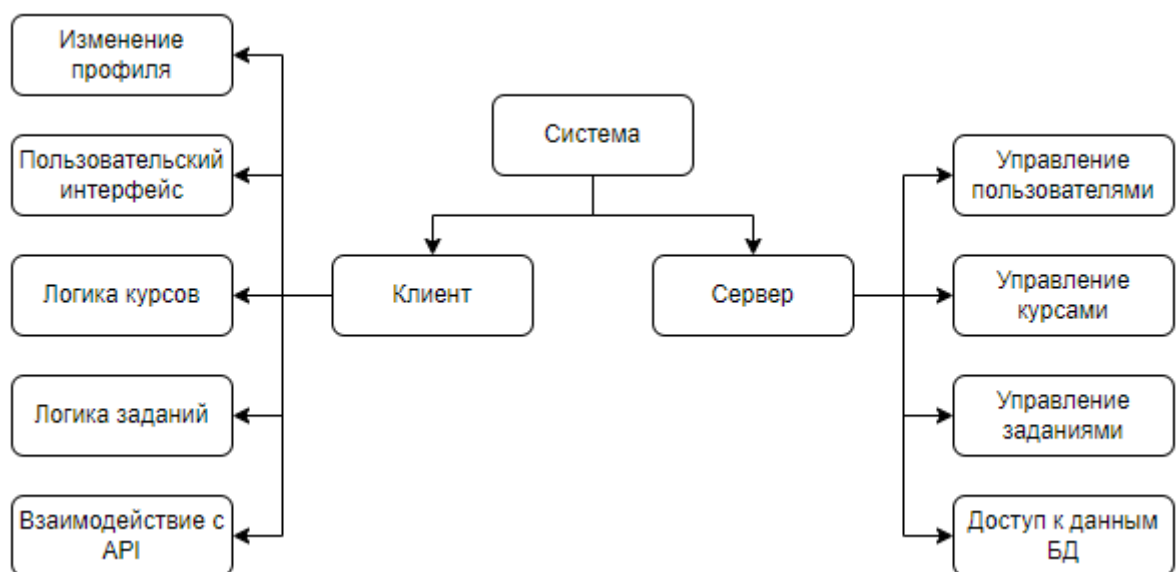 Изменение
профиля
Пользовательский
интерфейс
Логика курсов
Логика заданий
Взаимодействие с
API
Система
Клиент
Сервер
Управление
пользователями
Управление
курсами
Управление
заданиями
Доступ к данным
БД